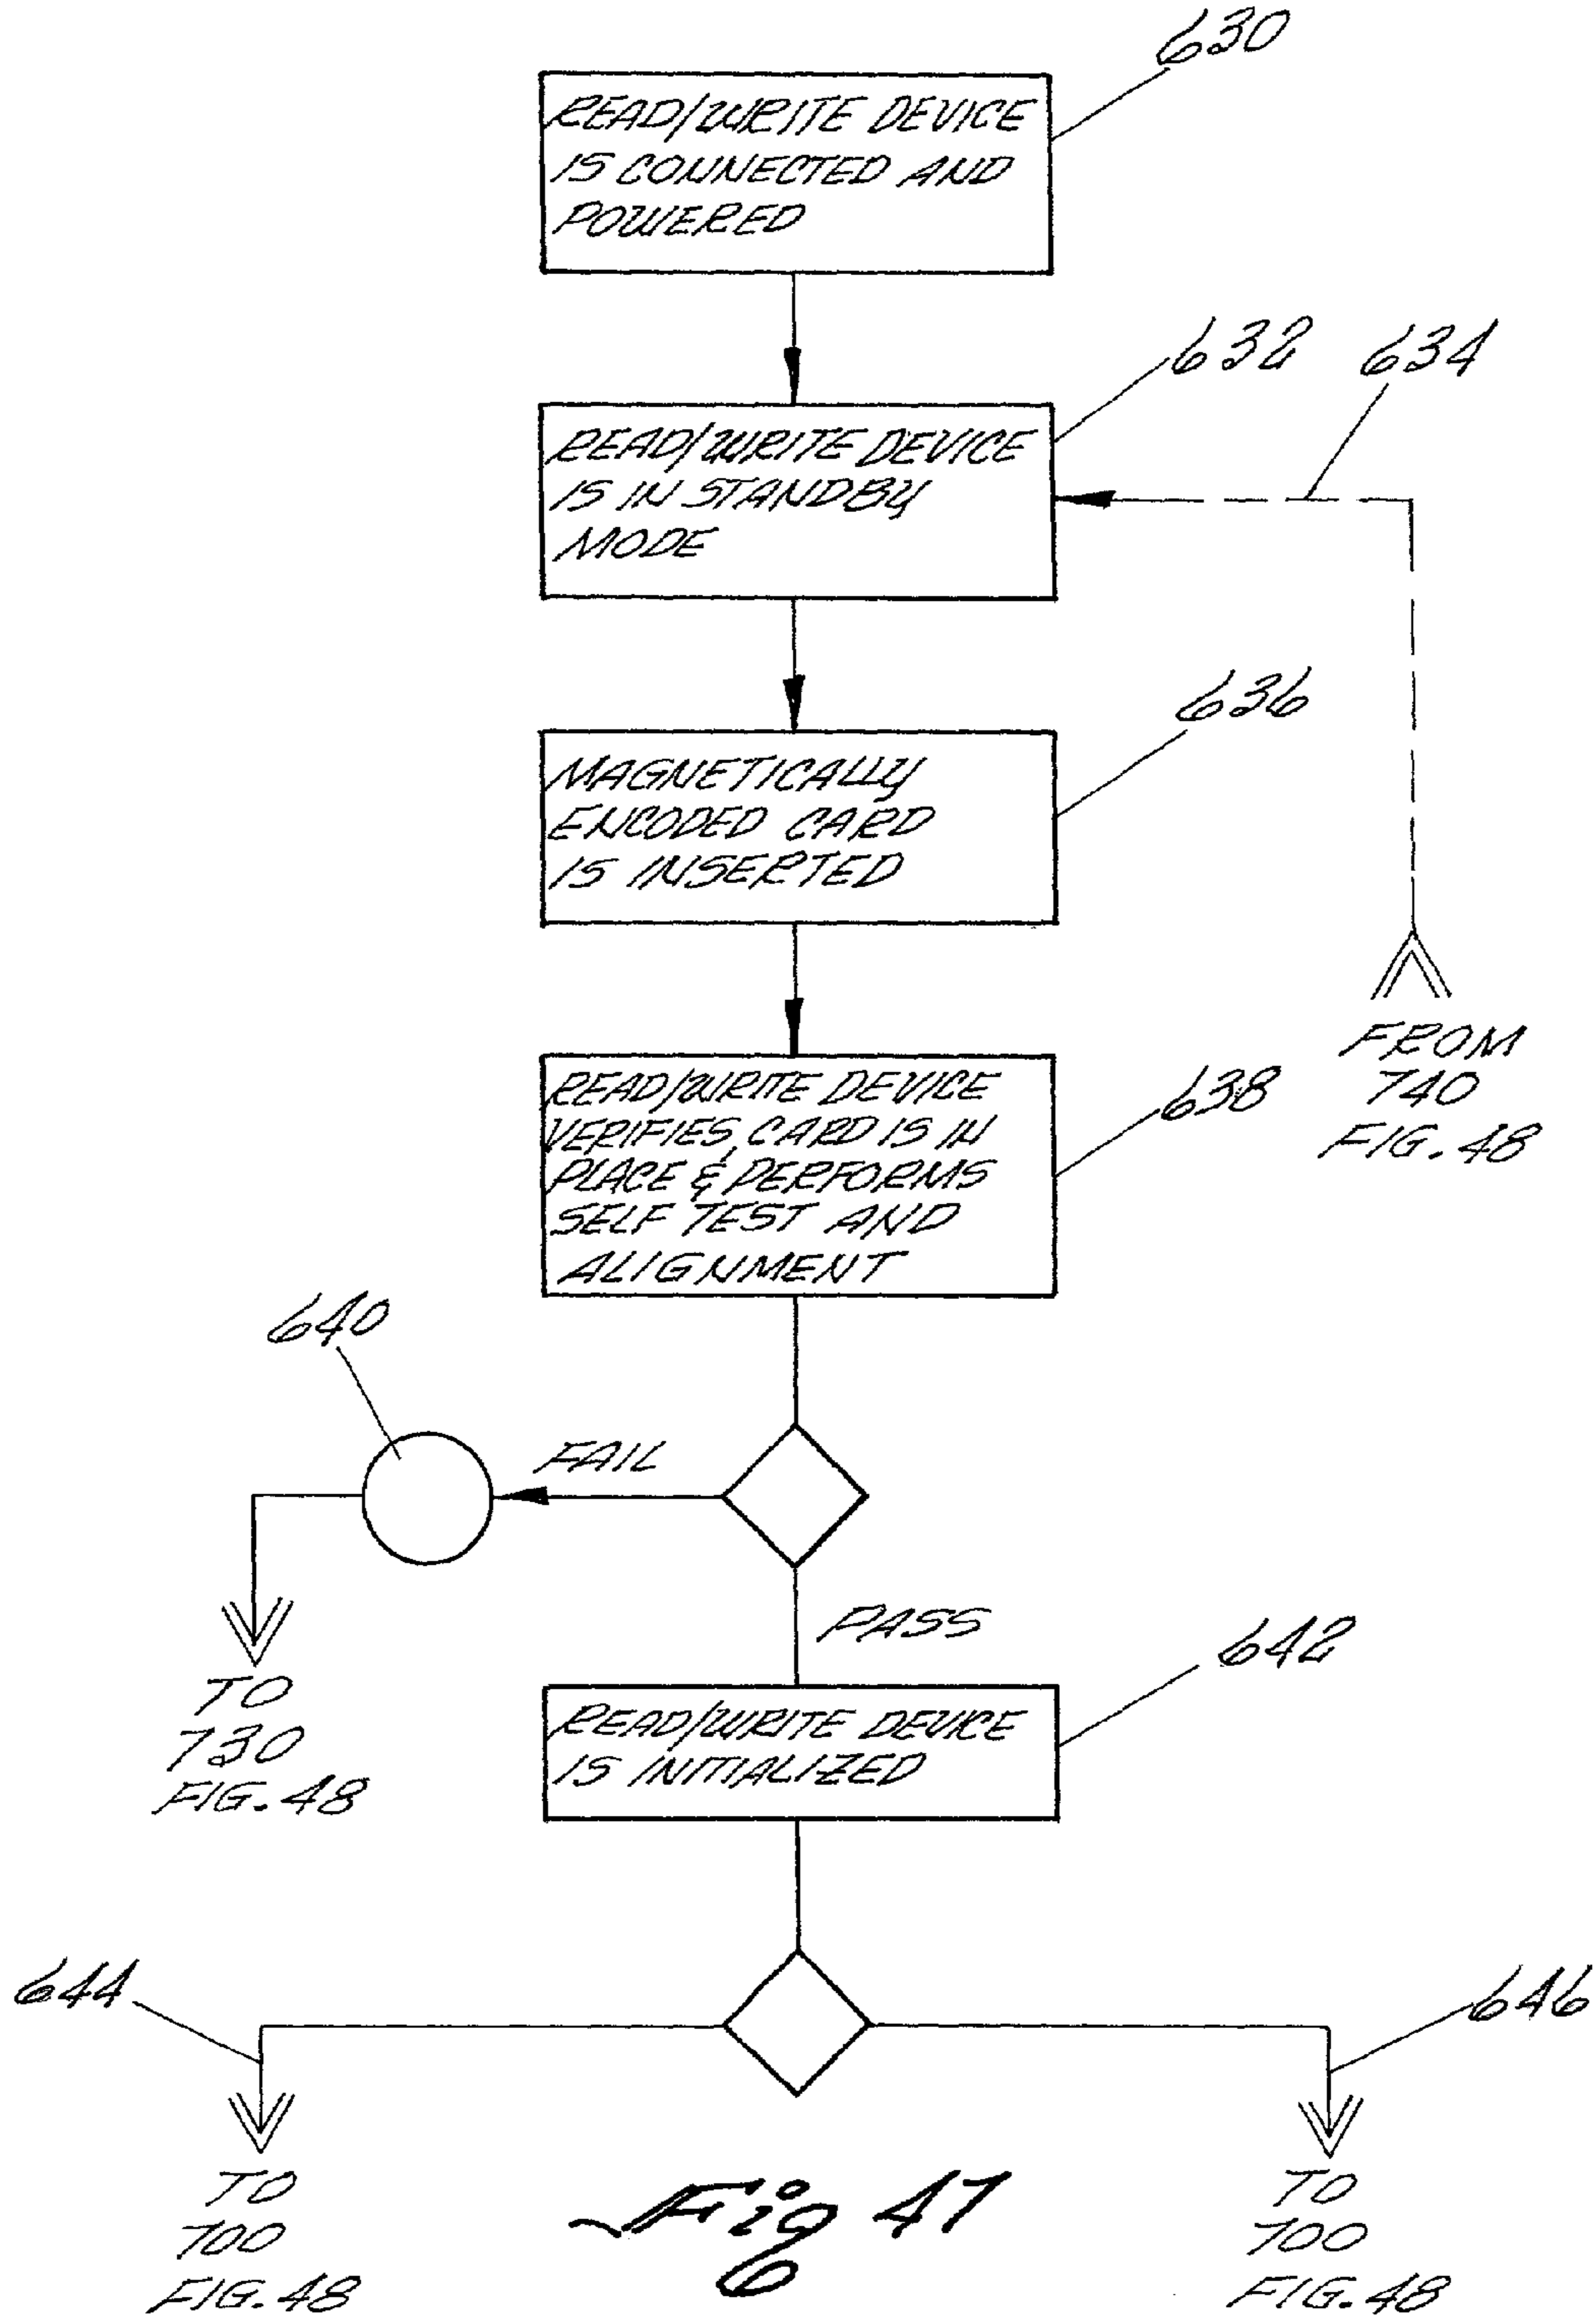 630
READ/WRITE DEVICE
IS CONNECTED AND
POWERED
632
634
READ/WRITE DEVICE
IS IN STANDBY
MODE
636
MAGNETICALLY
ENCODED CARD
IS INSERTED
FROM
740
FIG. 48
638
READ/WRITE DEVICE
VERIFIES CARD IS IN
PLACE & PERFORMS
SELF TEST AND
ALIGNMENT
640
FAIL
PASS
TO
730
FIG. 48
642
READ/WRITE DEVICE
IS INITIALIZED
644
646
TO
700
FIG. 48
TO
700
FIG. 48
Fig 47